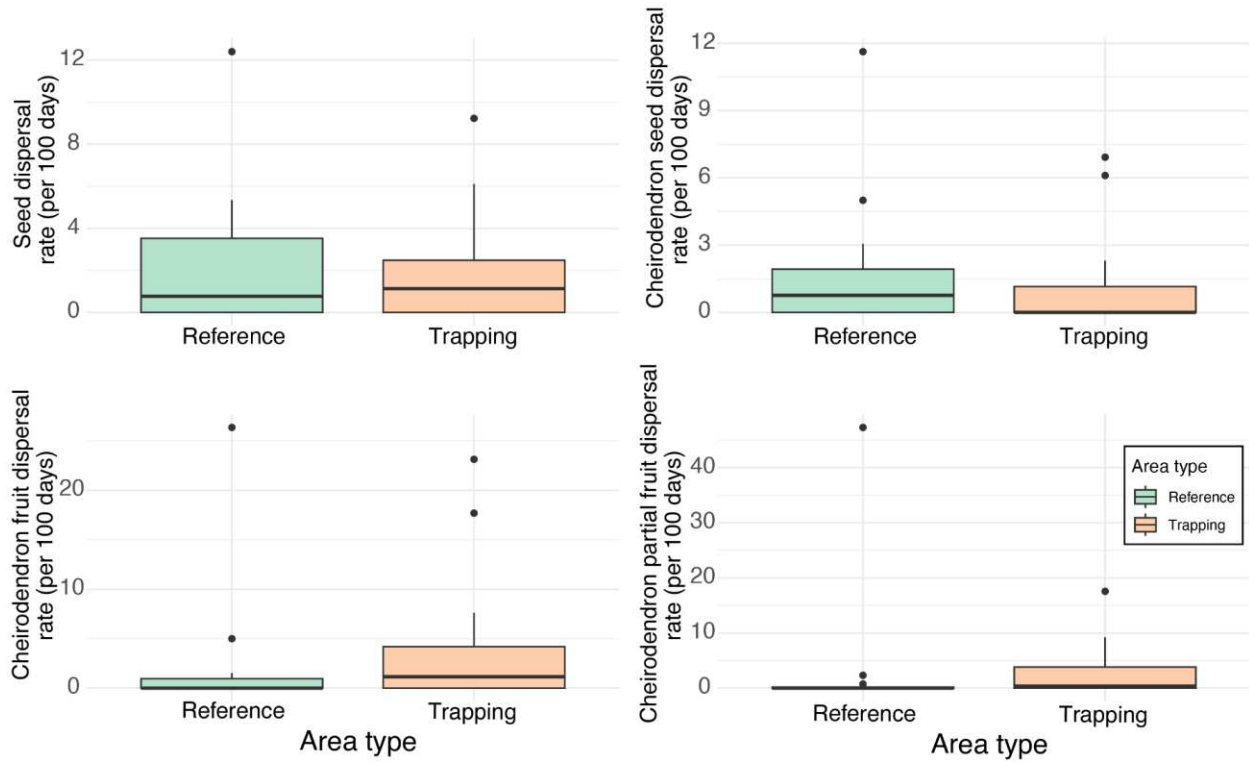 Seed dispersal
rate (per 100 days)
12
8
4
0
Reference
Trapping
Cheirodendron seed dispersal
rate (per 100 days)
12
9
6
3
0
Reference
Trapping
Cheirodendron fruit dispersal
rate (per 100 days)
20
10
0
Reference
Trapping
Area type
Cheirodendron partial fruit dispersal
rate (per 100 days)
40
30
20
10
0
Area type
Reference
Trapping
Reference
Trapping
Area type